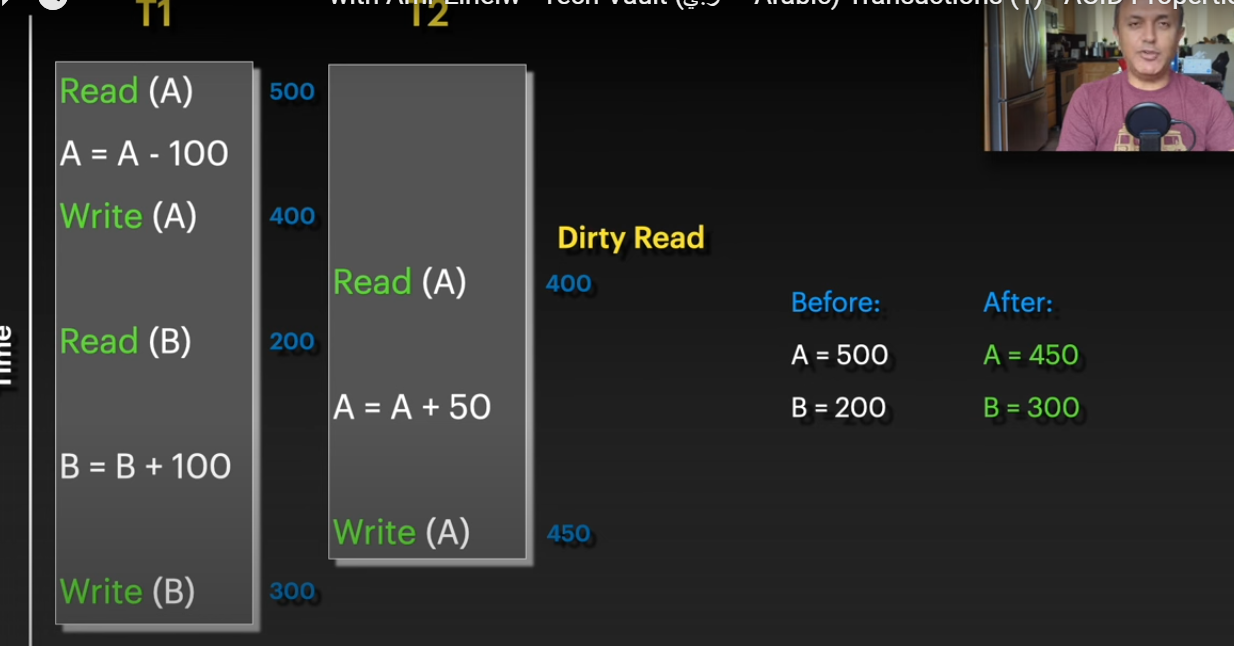 T1
T2
Read (A)
500
A = A - 100
Write (A)
400
Dirty Read
Read (A)
400
Before:
After:
Read (B)
200
A = 500
A = 450
A = A + 50
B = 200
B = 300
B = B + 100
Write (A)
450
Write (B)
300